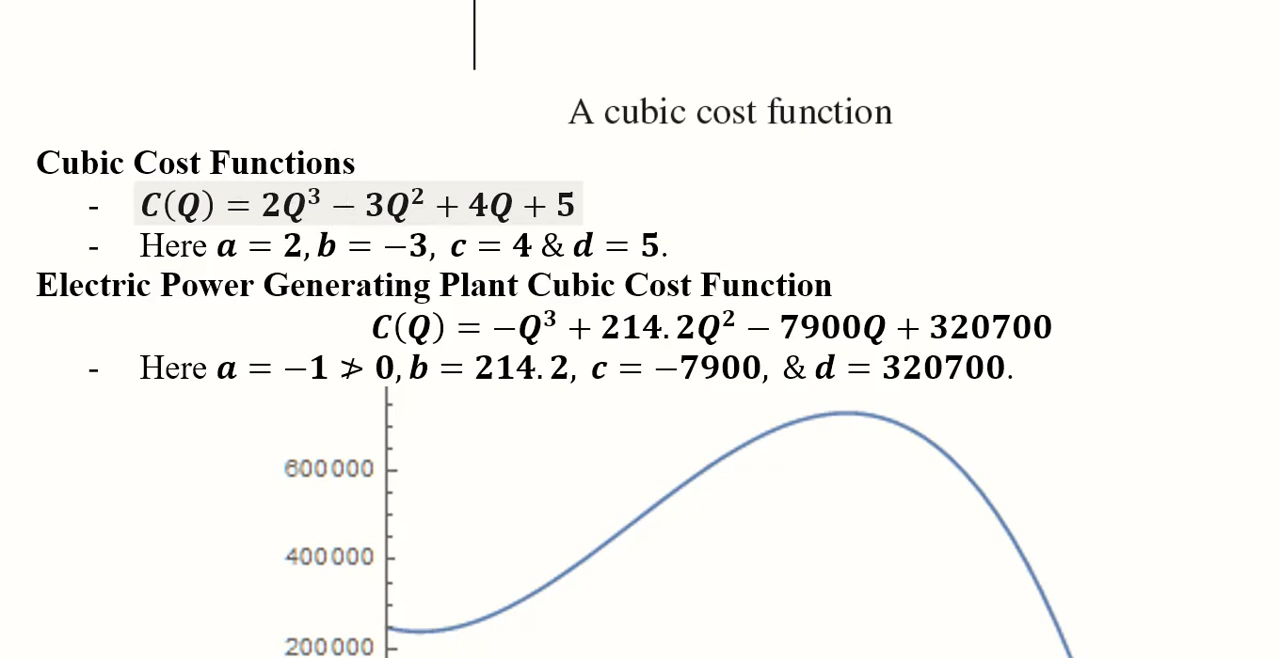 A cubic cost function
Cubic Cost Functions
- C(Q) = 2Q³ − 3Q² + 4Q + 5
- Here a = 2, b = −3, c = 4 & d = 5.
Electric Power Generating Plant Cubic Cost Function
C(Q) = −Q³ + 214.2Q² − 7900Q + 320700
- Here a = −1 ≯ 0, b = 214.2, c = −7900, & d = 320700.
600000
400000
200000